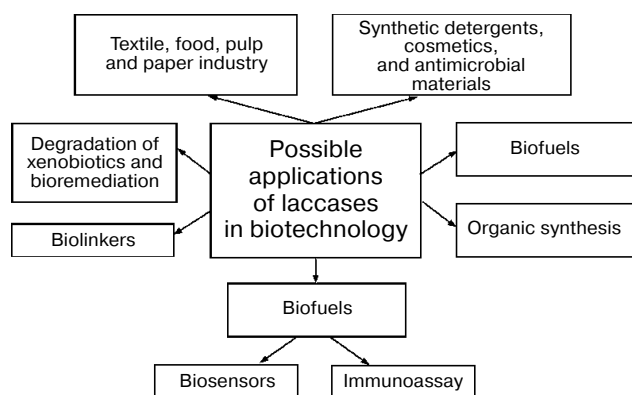 Textile, food, pulp
and paper industry
Synthetic detergents,
cosmetics,
and antimicrobial
materials
Degradation of
xenobiotics and
bioremediation
Possible
applications
of laccases
in biotechnology
Biofuels
Biolinkers
Organic synthesis
Biofuels
Biosensors
Immunoassay